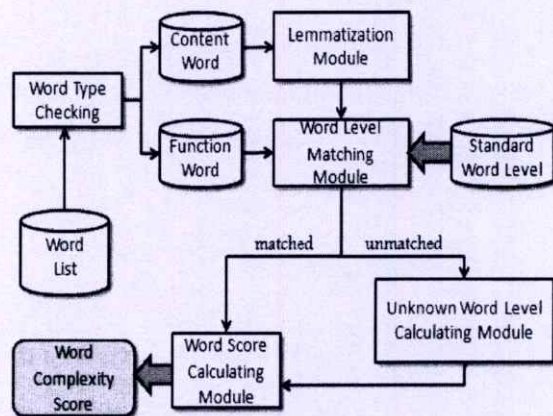 Content
Word
Lemmatization
Module
Word Type
Checking
Function
Word
Word Level
Matching
Module
Standard
Word Level
Word
List
matched
unmatched
Unknown Word Level
Calculating Module
Word
Complexity
Score
Word Score
Calculating
Module